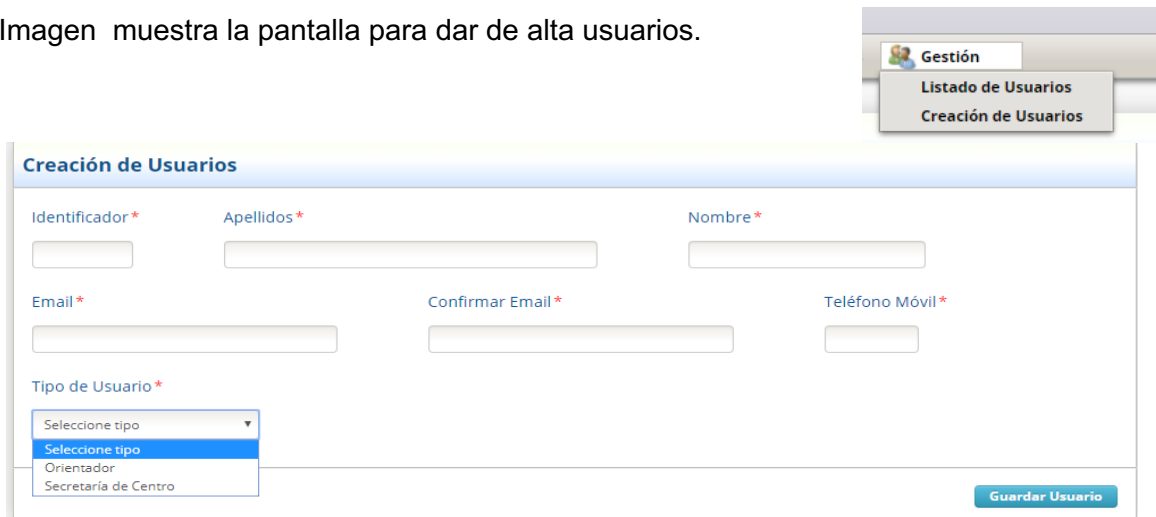 Imagen muestra la pantalla para dar de alta usuarios.
Gestión
Listado de Usuarios
Creación de Usuarios
Creación de Usuarios
Identificador * Apellidos * Nombre *
Email * Confirmar Email * Teléfono Móvil *
Tipo de Usuario *
Seleccione tipo
Seleccione tipo
Orientador
Secretaría de Centro
Guardar Usuario